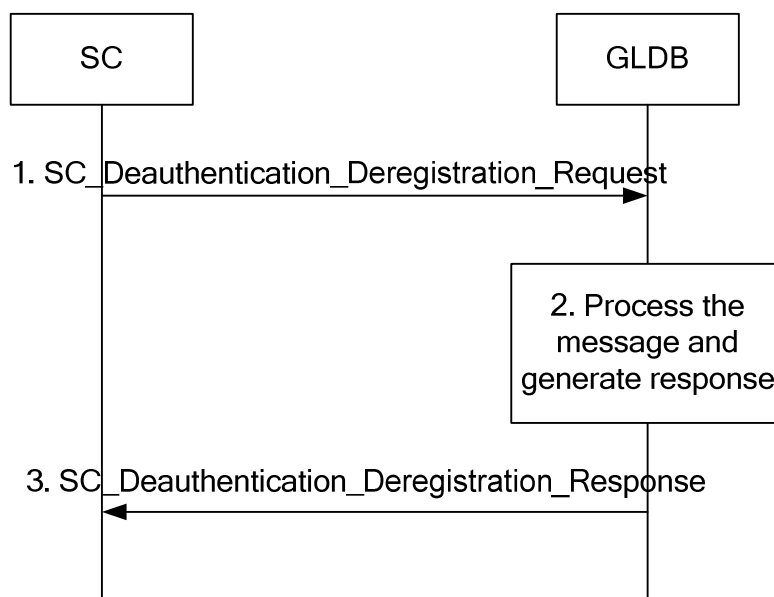 SC
GLDB
1. SC_Deauthentication_Deregistration_Request
2. Process the
message and
generate response
3. SC_Deauthentication_Deregistration_Response